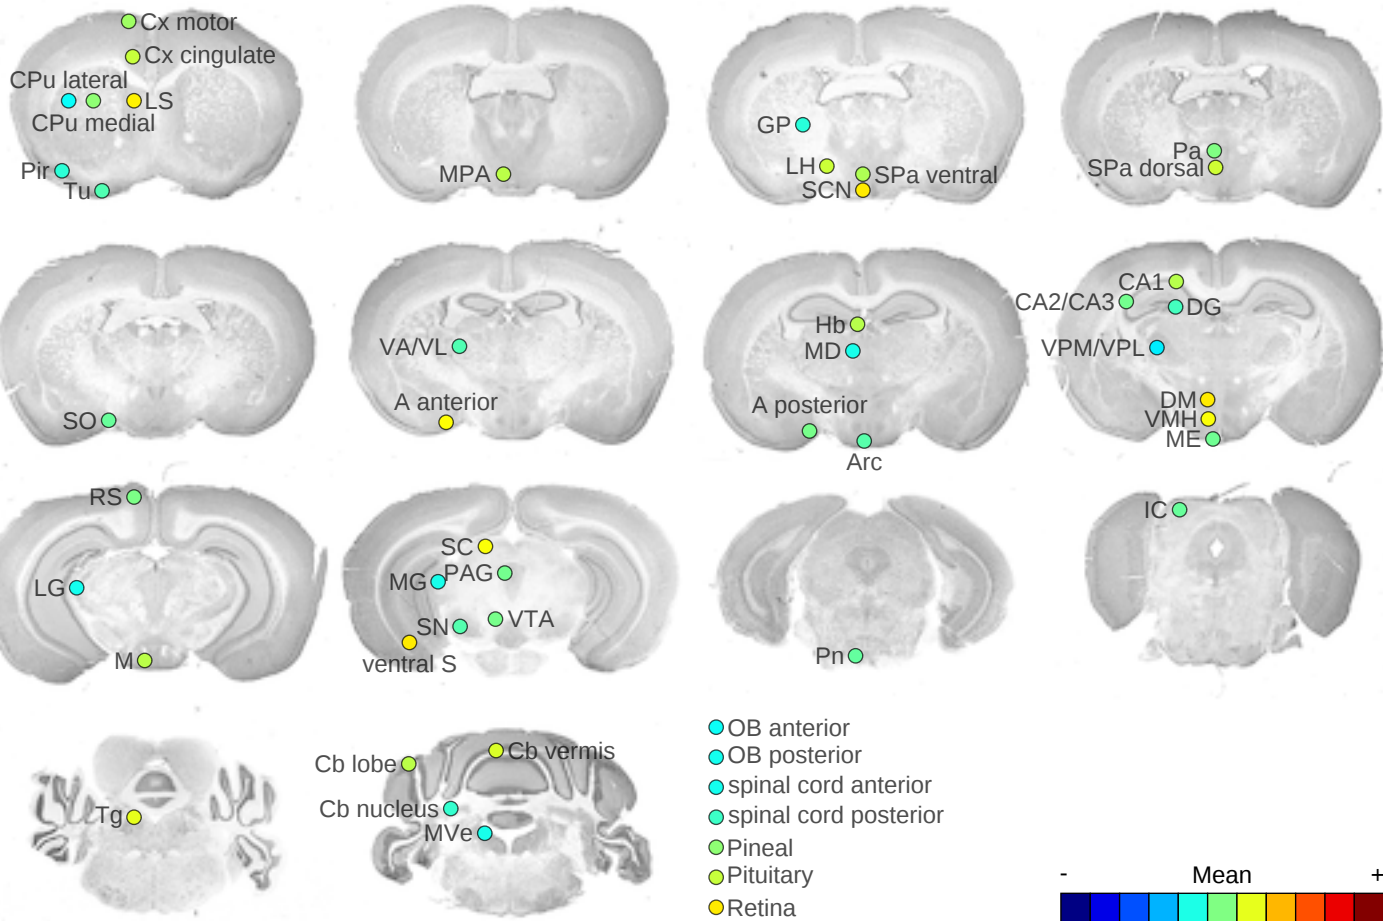 Cx motor
Cx cingulate
CPu lateral
LS
CPu medial
Pir
Tu
MPA
GP
LH
SPa ventral
SCN
Pa
SPa dorsal
SO
VA/VL
A anterior
Hb
MD
A posterior
Arc
CA1
CA2/CA3
DG
VPM/VPL
DM
VMH
ME
RS
LG
M
SC
MG
PAG
SN
VTA
ventral S
Pn
IC
Tg
Cb lobe
Cb vermis
Cb nucleus
MVe
OB anterior
OB posterior
spinal cord anterior
spinal cord posterior
Pineal
Pituitary
Retina
- Mean +